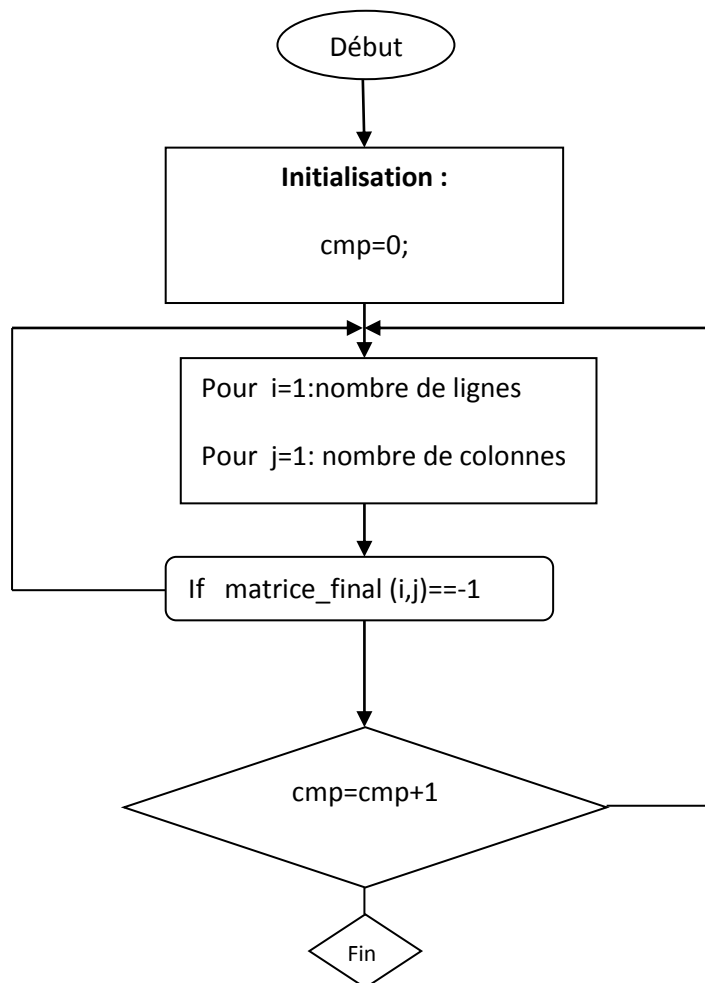 Début
Initialisation :
cmp=0;
Pour i=1:nombre de lignes
Pour j=1: nombre de colonnes
If matrice_final (i,j)==-1
cmp=cmp+1
Fin